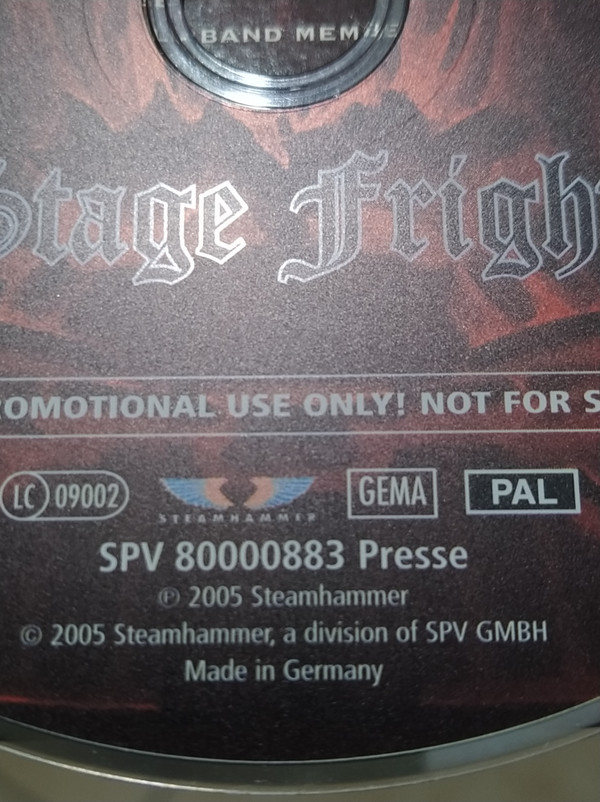 BAND MEMBE
Stage Frigh
ROMOTIONAL USE ONLY! NOT FOR S
LC 09002
STEAMHAMMER
GEMA
PAL
SPV 80000883 Presse
℗ 2005 Steamhammer
© 2005 Steamhammer, a division of SPV GMBH
Made in Germany